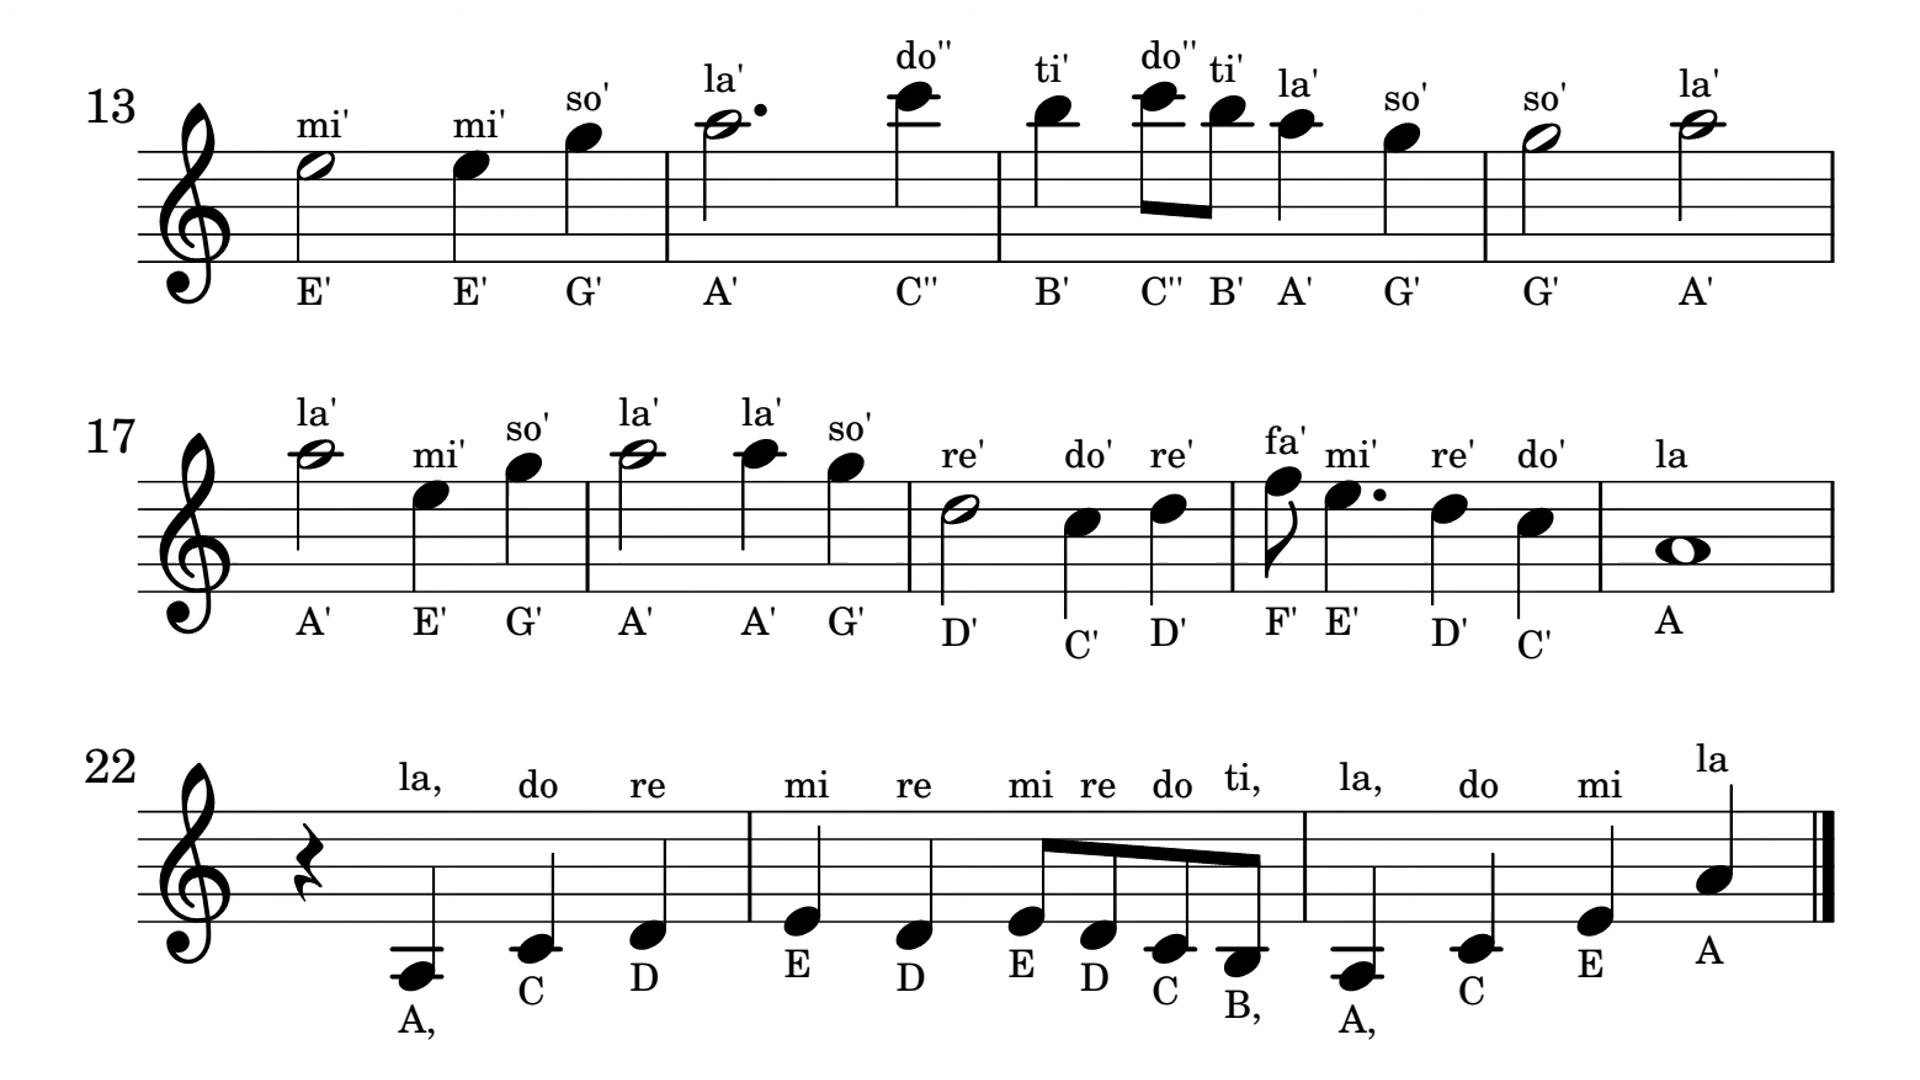 13 mi' mi' so' la' do'' ti' do'' ti' la' so' so' la'
E' E' G' A' C'' B' C'' B' A' G' G' A'
17 la' mi' so' la' la' so' re' do' re' fa' mi' re' do' la
A' E' G' A' A' G' D' C' D' F' E' D' C' A
22 la, do re mi re mi re do ti, la, do mi la
A, C D E D E D C B, A, C E A